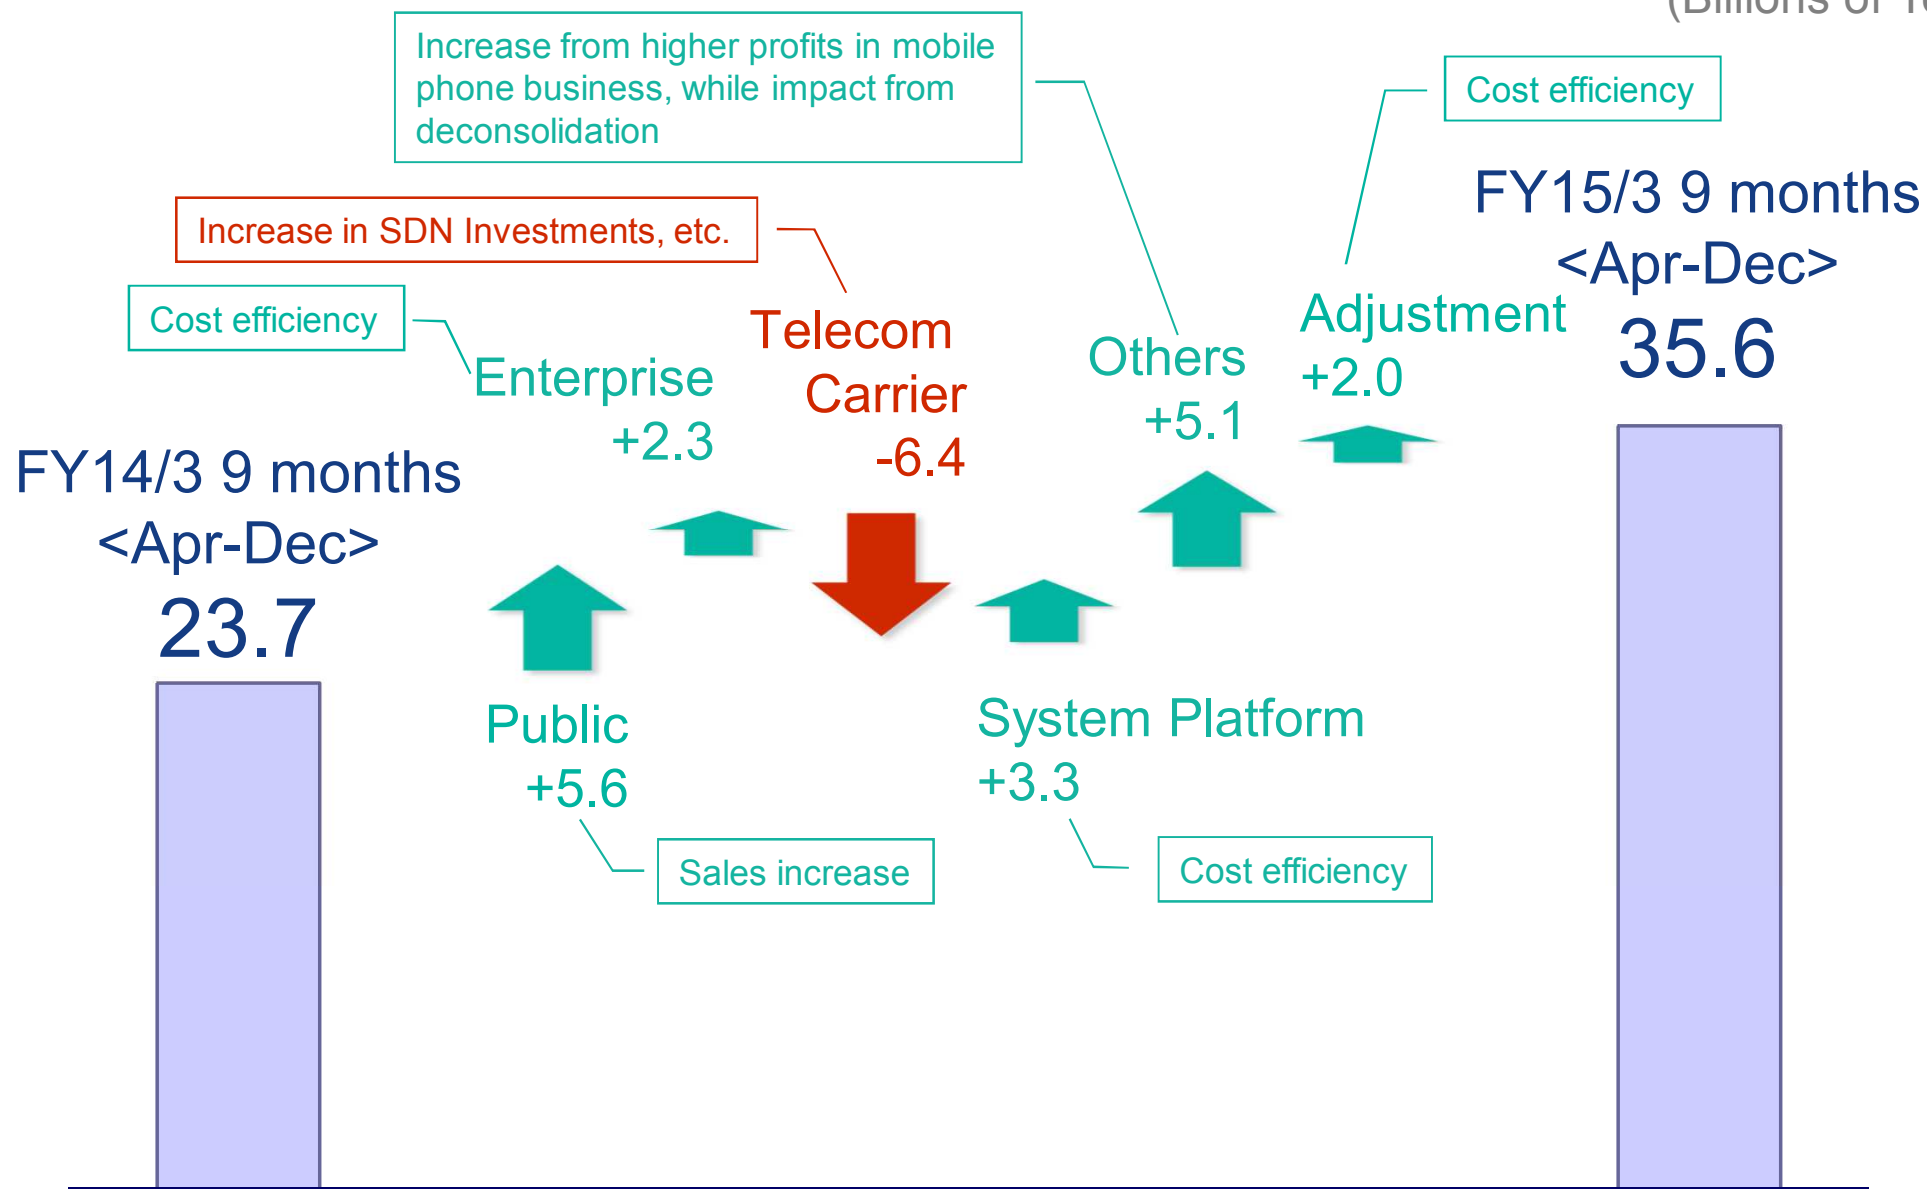 (Billions of
Increase from higher profits in mobile
phone business, while impact from
deconsolidation
Cost efficiency
Increase in SDN Investments, etc.
Cost efficiency
FY15/3 9 months
<Apr-Dec>
35.6
Adjustment
+2.0
Others
+5.1
Telecom
Carrier
-6.4
Enterprise
+2.3
FY14/3 9 months
<Apr-Dec>
23.7
Public
+5.6
Sales increase
System Platform
+3.3
Cost efficiency